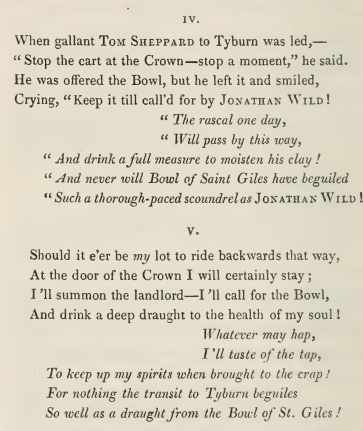 IV.
When gallant TOM SHEPPARD to Tyburn was led,—
"Stop the cart at the Crown—stop a moment," he said.
He was offered the Bowl, but he left it and smiled,
Crying, "Keep it till call'd for by JONATHAN WILD!
"The rascal one day,
"Will pass by this way,
"And drink a full measure to moisten his clay!
"And never will Bowl of Saint Giles have beguiled
"Such a thorough-paced scoundrel as JONATHAN WILD!
V.
Should it e'er be my lot to ride backwards that way,
At the door of the Crown I will certainly stay;
I'll summon the landlord—I'll call for the Bowl,
And drink a deep draught to the health of my soul!
Whatever may hap,
I'll taste of the tap,
To keep up my spirits when brought to the crap!
For nothing the transit to Tyburn beguiles
So well as a draught from the Bowl of St. Giles!